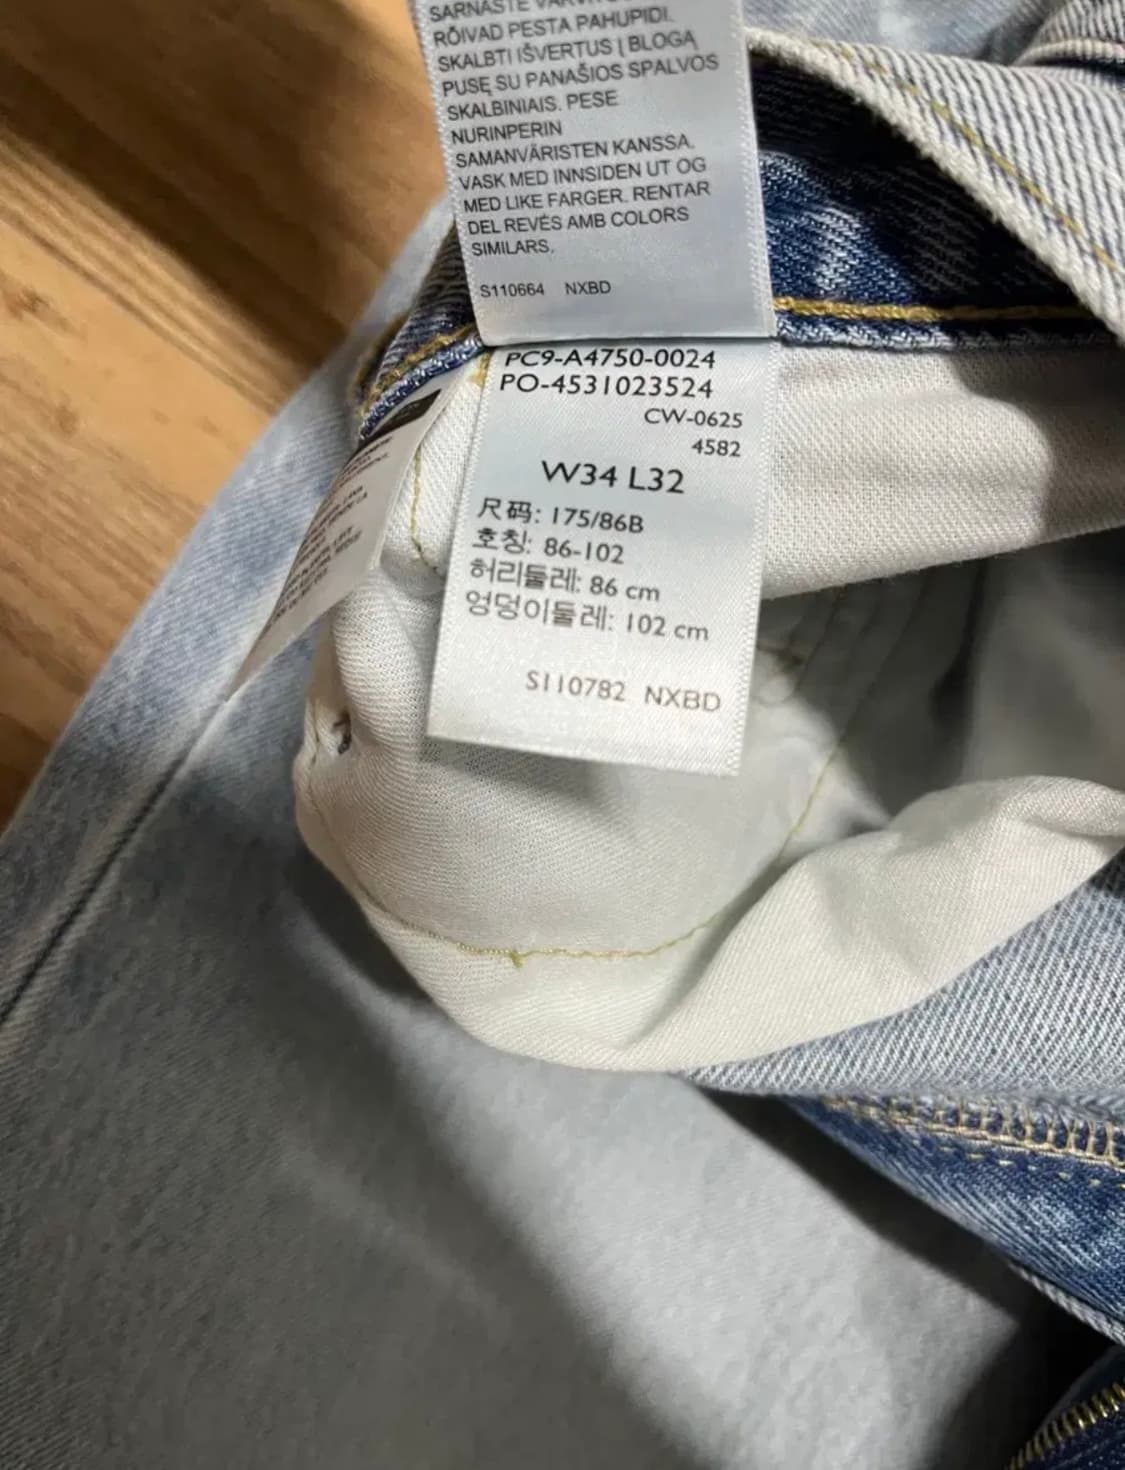 SARNASTE
RÕIVAD PESTA PAHUPIDI.
SKALBTI IŠVERTUS Į BLOGĄ
PUSĘ SU PANAŠIOS SPALVOS
SKALBINIAIS. PESE
NURINPERIN
SAMANVÄRISTEN KANSSA.
VASK MED INNSIDEN UT OG
MED LIKE FARGER. RENTAR
DEL REVÉS AMB COLORS
SIMILARS.
S110664 NXBD
PC9-A4750-0024
PO-4531023524
CW-0625
4582
W34 L32
尺码: 175/86B
호칭: 86-102
허리둘레: 86 cm
엉덩이둘레: 102 cm
S110782 NXBD